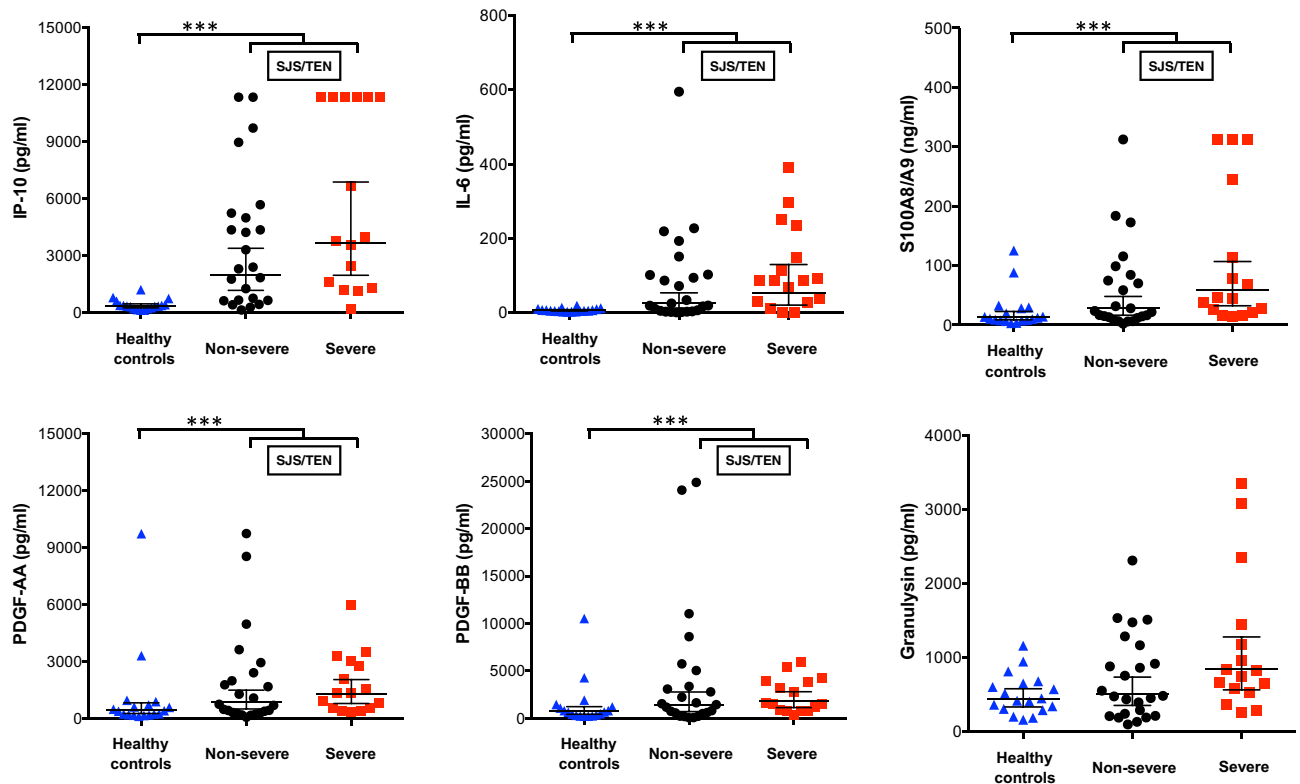 IP-10 (pg/ml)
15000
12000
9000
6000
3000
0
***
SJS/TEN
Healthy
controls
Non-severe
Severe
IL-6 (pg/ml)
800
600
400
200
0
***
SJS/TEN
Healthy
controls
Non-severe
Severe
S100A8/A9 (ng/ml)
500
400
300
200
100
0
***
SJS/TEN
Healthy
controls
Non-severe
Severe
PDGF-AA (pg/ml)
15000
12000
9000
6000
3000
0
***
SJS/TEN
Healthy
controls
Non-severe
Severe
PDGF-BB (pg/ml)
30000
25000
20000
15000
10000
5000
0
***
SJS/TEN
Healthy
controls
Non-severe
Severe
Granulysin (pg/ml)
4000
3000
2000
1000
0
Healthy
controls
Non-severe
Severe